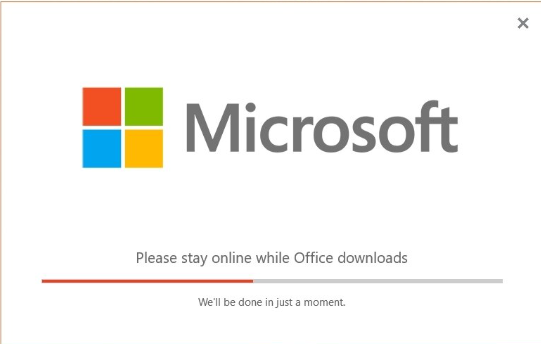 Microsoft
Please stay online while Office downloads
We'll be done in just a moment.